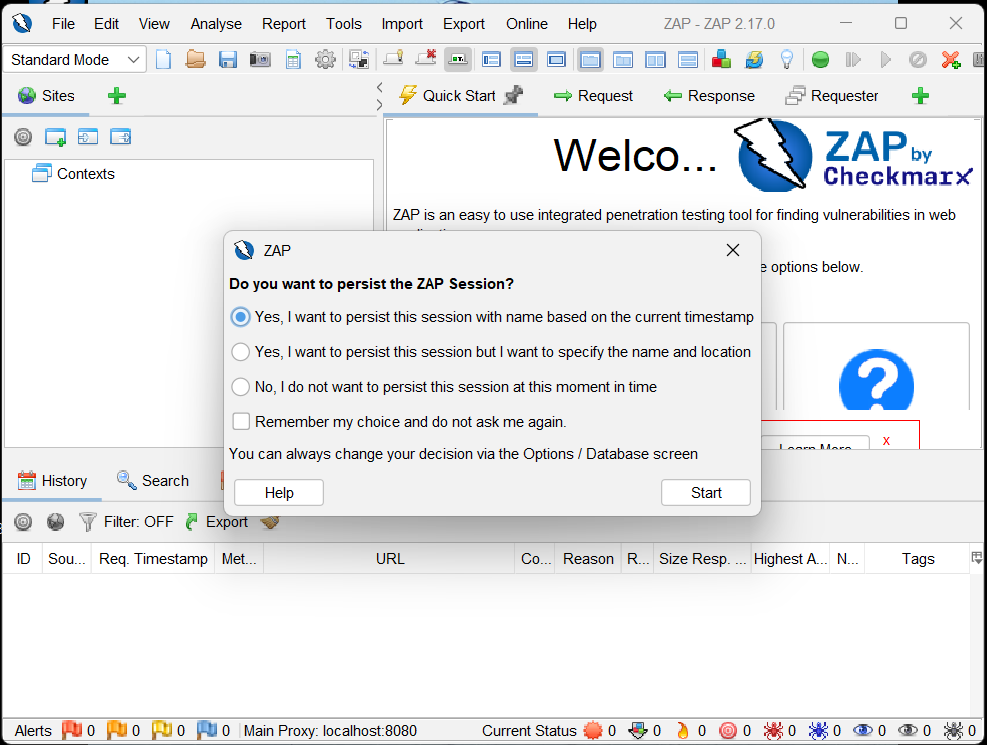 File Edit View Analyse Report Tools Import Export Online Help ZAP - ZAP 2.17.0
Standard Mode
Sites Quick Start Request Response Requester
Contexts
Welco... ZAP by Checkmarx
ZAP is an easy to use integrated penetration testing tool for finding vulnerabilities in web
e options below.
ZAP
Do you want to persist the ZAP Session?
Yes, I want to persist this session with name based on the current timestamp
Yes, I want to persist this session but I want to specify the name and location
No, I do not want to persist this session at this moment in time
Remember my choice and do not ask me again.
You can always change your decision via the Options / Database screen
Help Start
Learn More x
History Search
Filter: OFF Export
ID Sou... Req. Timestamp Met... URL Co... Reason R... Size Resp. ... Highest A... N... Tags
Alerts 0 0 0 0 Main Proxy: localhost:8080 Current Status 0 0 0 0 0 0 0 0 0